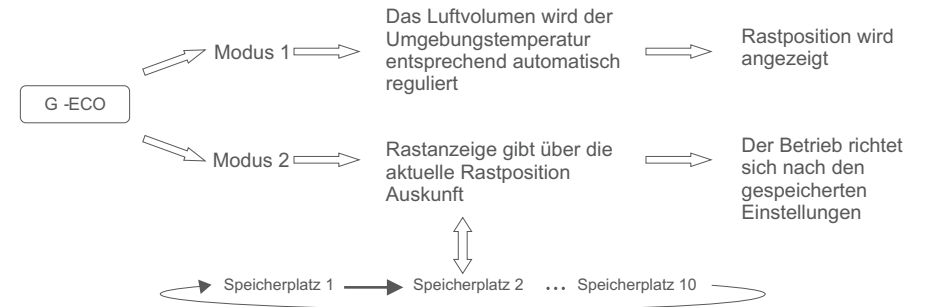 G -ECO
Modus 1
Das Luftvolumen wird der
Umgebungstemperatur
entsprechend automatisch
reguliert
Rastposition wird
angezeigt
Modus 2
Rastanzeige gibt über die
aktuelle Rastposition
Auskunft
Der Betrieb richtet
sich nach den
gespeicherten
Einstellungen
Speicherplatz 1 Speicherplatz 2 ... Speicherplatz 10